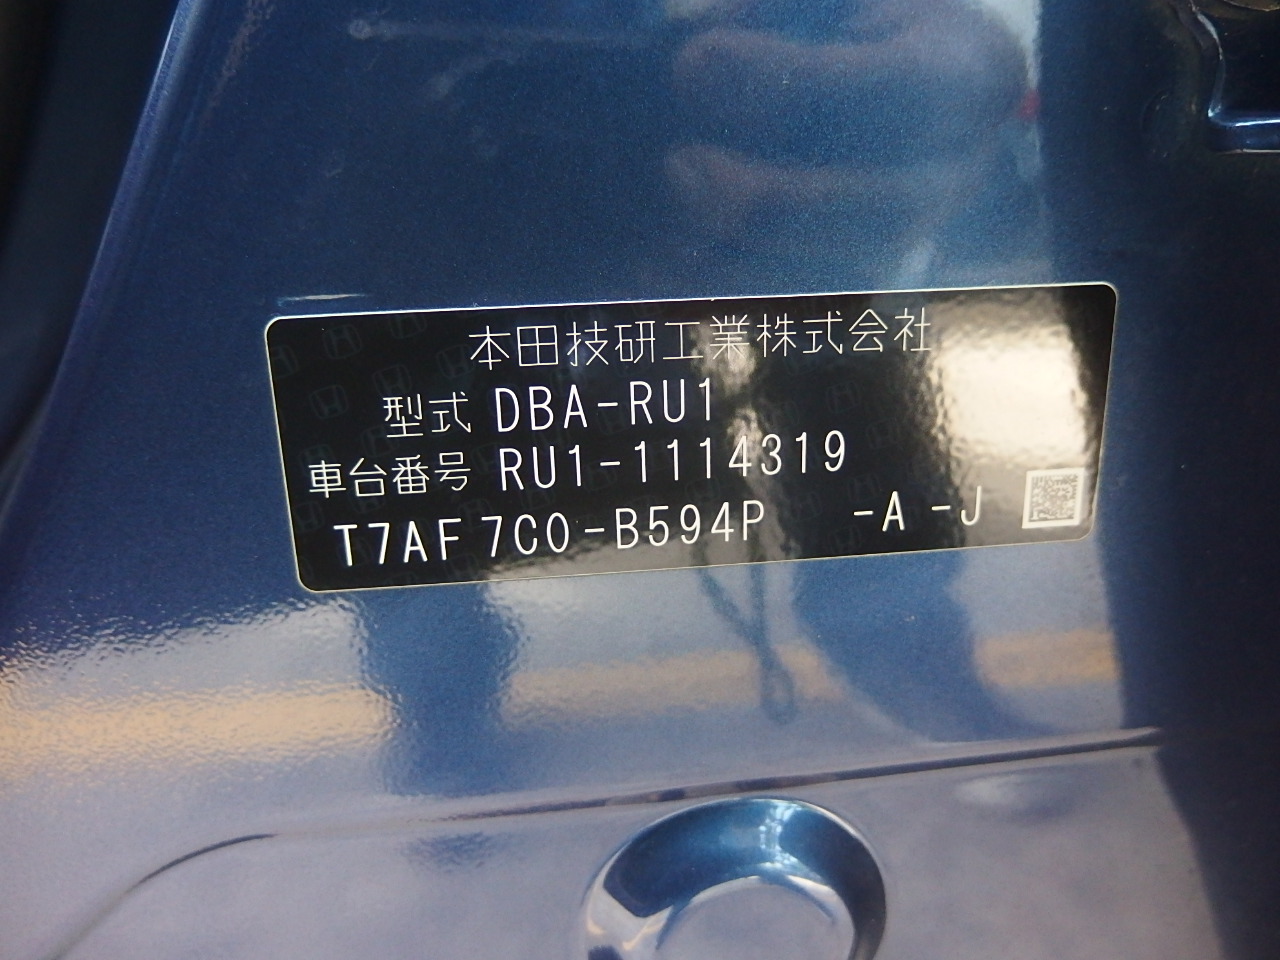 本田技研工業株式会社
型式 DBA-RU1
車台番号 RU1-1114319
T7AF 7C0-B594P -A -J